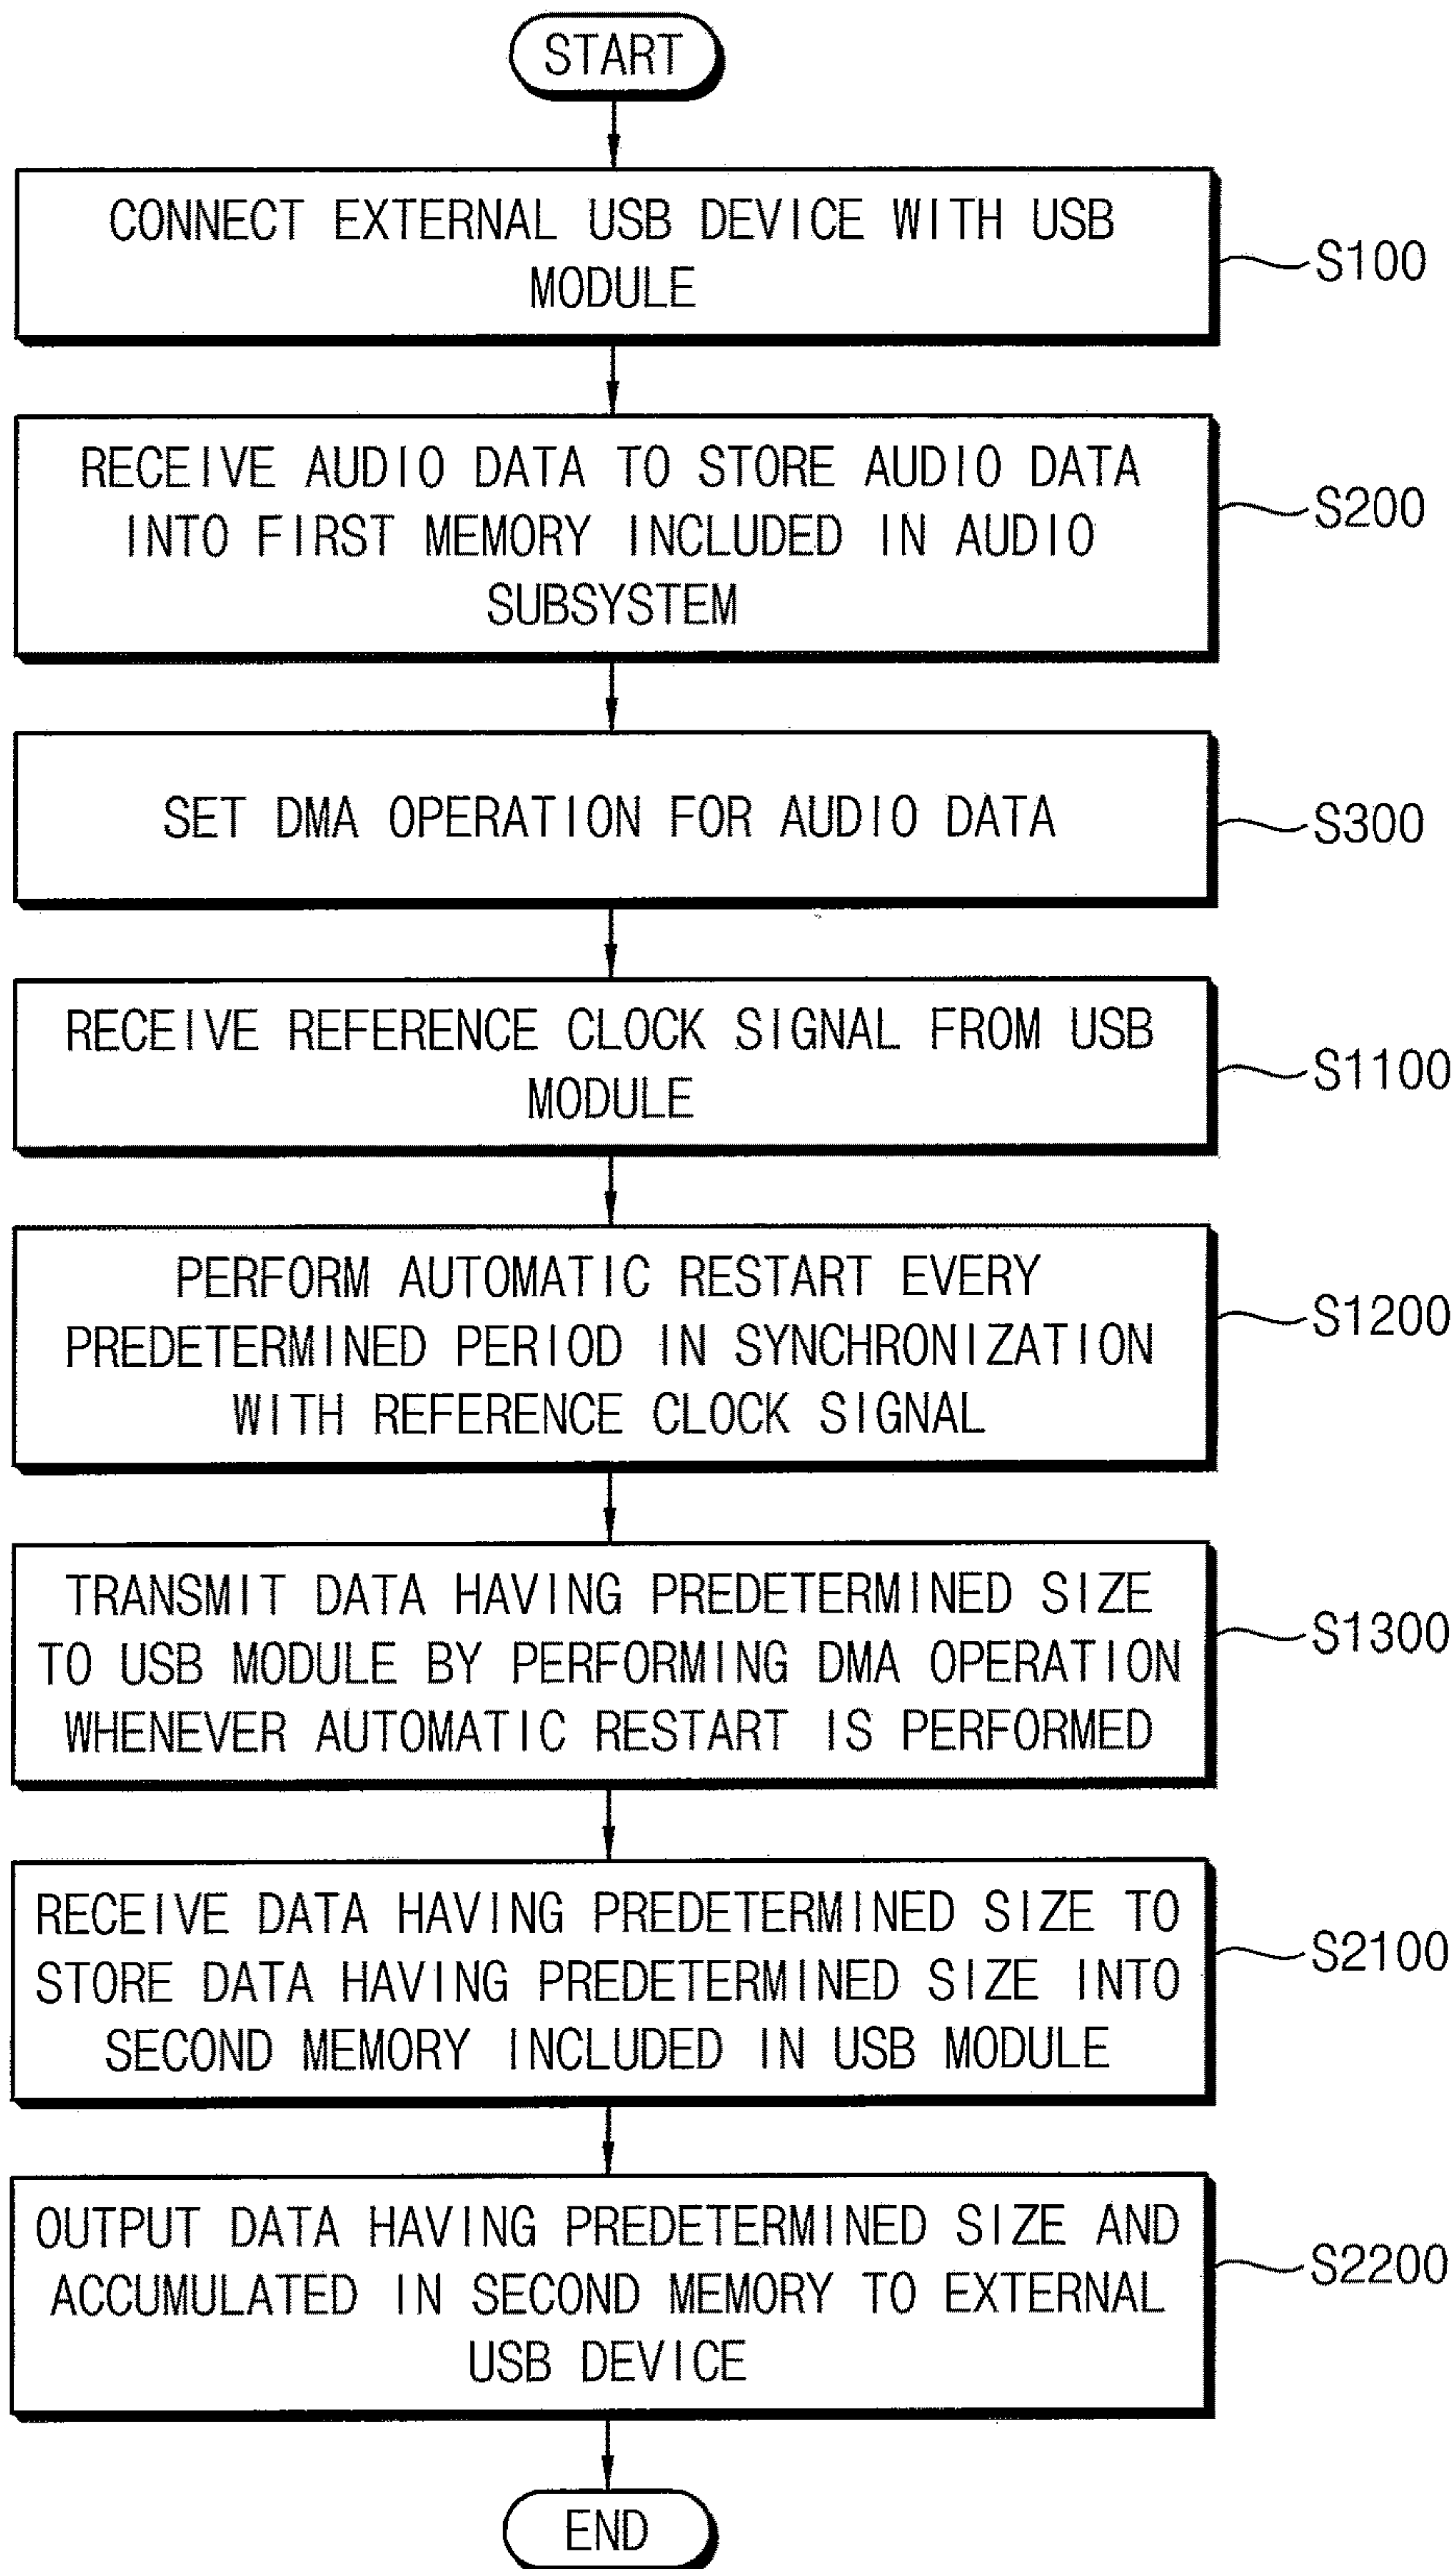 START
CONNECT EXTERNAL USB DEVICE WITH USB
MODULE
S100
RECEIVE AUDIO DATA TO STORE AUDIO DATA
INTO FIRST MEMORY INCLUDED IN AUDIO
SUBSYSTEM
S200
SET DMA OPERATION FOR AUDIO DATA
S300
RECEIVE REFERENCE CLOCK SIGNAL FROM USB
MODULE
S1100
PERFORM AUTOMATIC RESTART EVERY
PREDETERMINED PERIOD IN SYNCHRONIZATION
WITH REFERENCE CLOCK SIGNAL
S1200
TRANSMIT DATA HAVING PREDETERMINED SIZE
TO USB MODULE BY PERFORMING DMA OPERATION
WHENEVER AUTOMATIC RESTART IS PERFORMED
S1300
RECEIVE DATA HAVING PREDETERMINED SIZE TO
STORE DATA HAVING PREDETERMINED SIZE INTO
SECOND MEMORY INCLUDED IN USB MODULE
S2100
OUTPUT DATA HAVING PREDETERMINED SIZE AND
ACCUMULATED IN SECOND MEMORY TO EXTERNAL
USB DEVICE
S2200
END